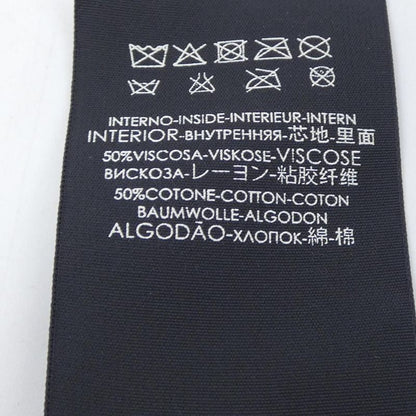 INTERNO-INSIDE-INTERIEUR-INTERN
INTERIOR-ВНУТРЕННЯЯ-芯地-里面
50%VISCOSA-VISKOSE-VISCOSE
ВИСКОЗА-レーヨン-粘胶纤维
50%COTONE-COTTON-COTON
BAUMWOLLE-ALGODON
ALGODÃO-ХЛОПОК-綿-棉